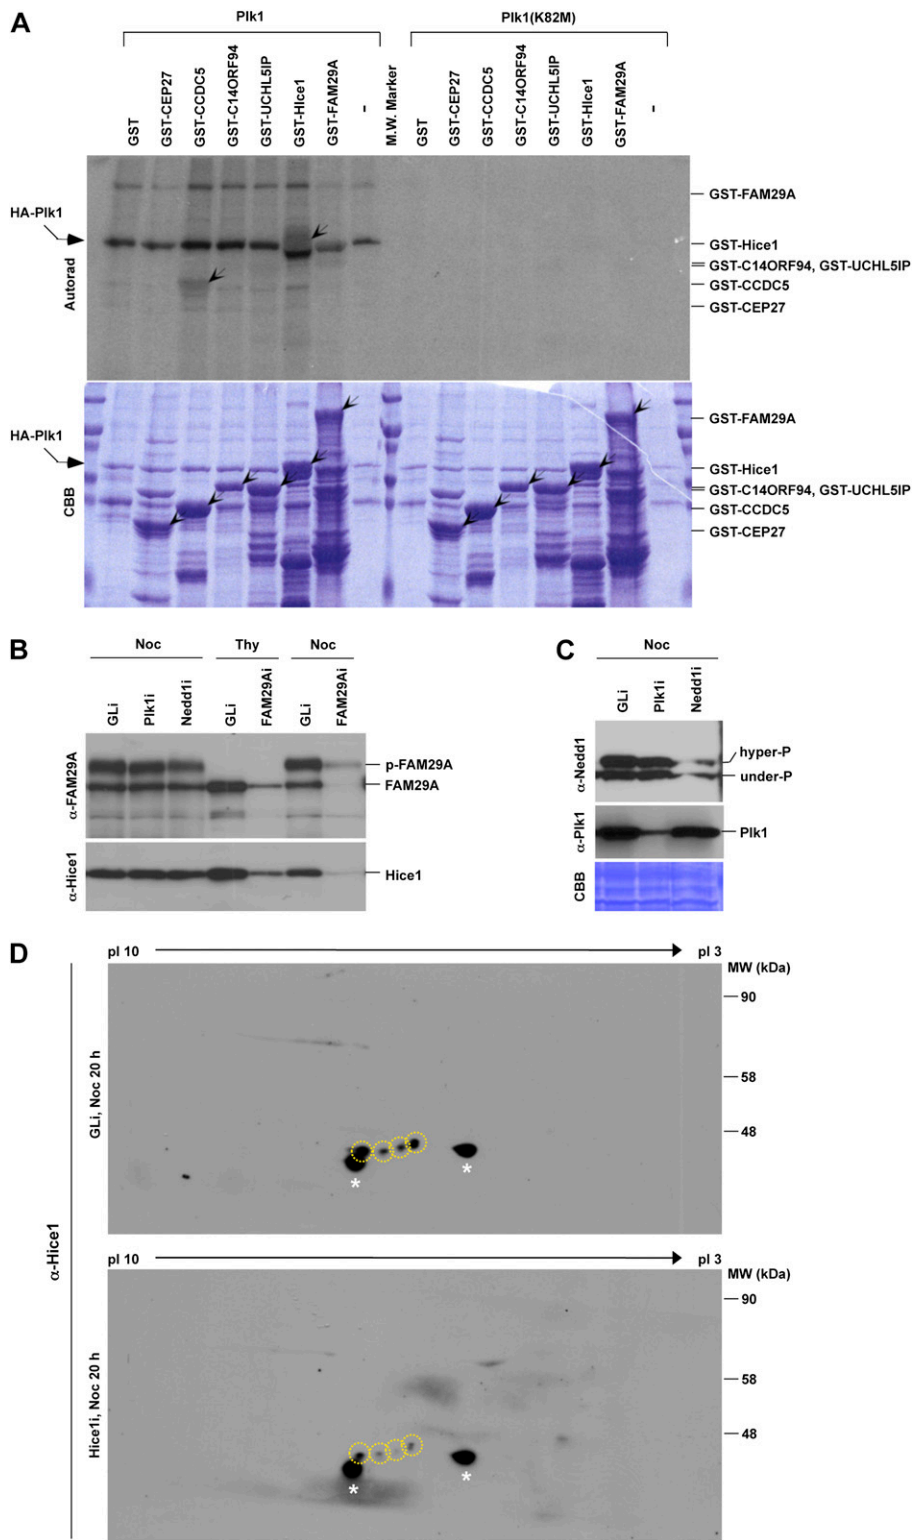 A
Plk1
Plk1(K82M)
GST
GST-CEP27
GST-CCDC5
GST-C14ORF94
GST-UCHL5IP
GST-HIce1
GST-FAM29A
-
M.W. Marker
GST
GST-CEP27
GST-CCDC5
GST-C14ORF94
GST-UCHL5IP
GST-HIce1
GST-FAM29A
-
HA-Plk1
Autorad
GST-FAM29A
GST-Hice1
GST-C14ORF94, GST-UCHL5IP
GST-CCDC5
GST-CEP27
HA-Plk1
CBB
GST-FAM29A
GST-Hice1
GST-C14ORF94, GST-UCHL5IP
GST-CCDC5
GST-CEP27
B
Noc
Thy
Noc
GLi
Plk1i
Nedd1i
GLi
FAM29Ai
GLi
FAM29Ai
α-FAM29A
p-FAM29A
FAM29A
α-Hice1
Hice1
C
Noc
GLi
Plk1i
Nedd1i
α-Nedd1
hyper-P
under-P
α-Plk1
Plk1
CBB
D
pI 10
pI 3
MW (kDa)
GLi, Noc 20 h
90
58
48
*
*
α-Hice1
pI 10
pI 3
MW (kDa)
Hice1i, Noc 20 h
90
58
48
*
*